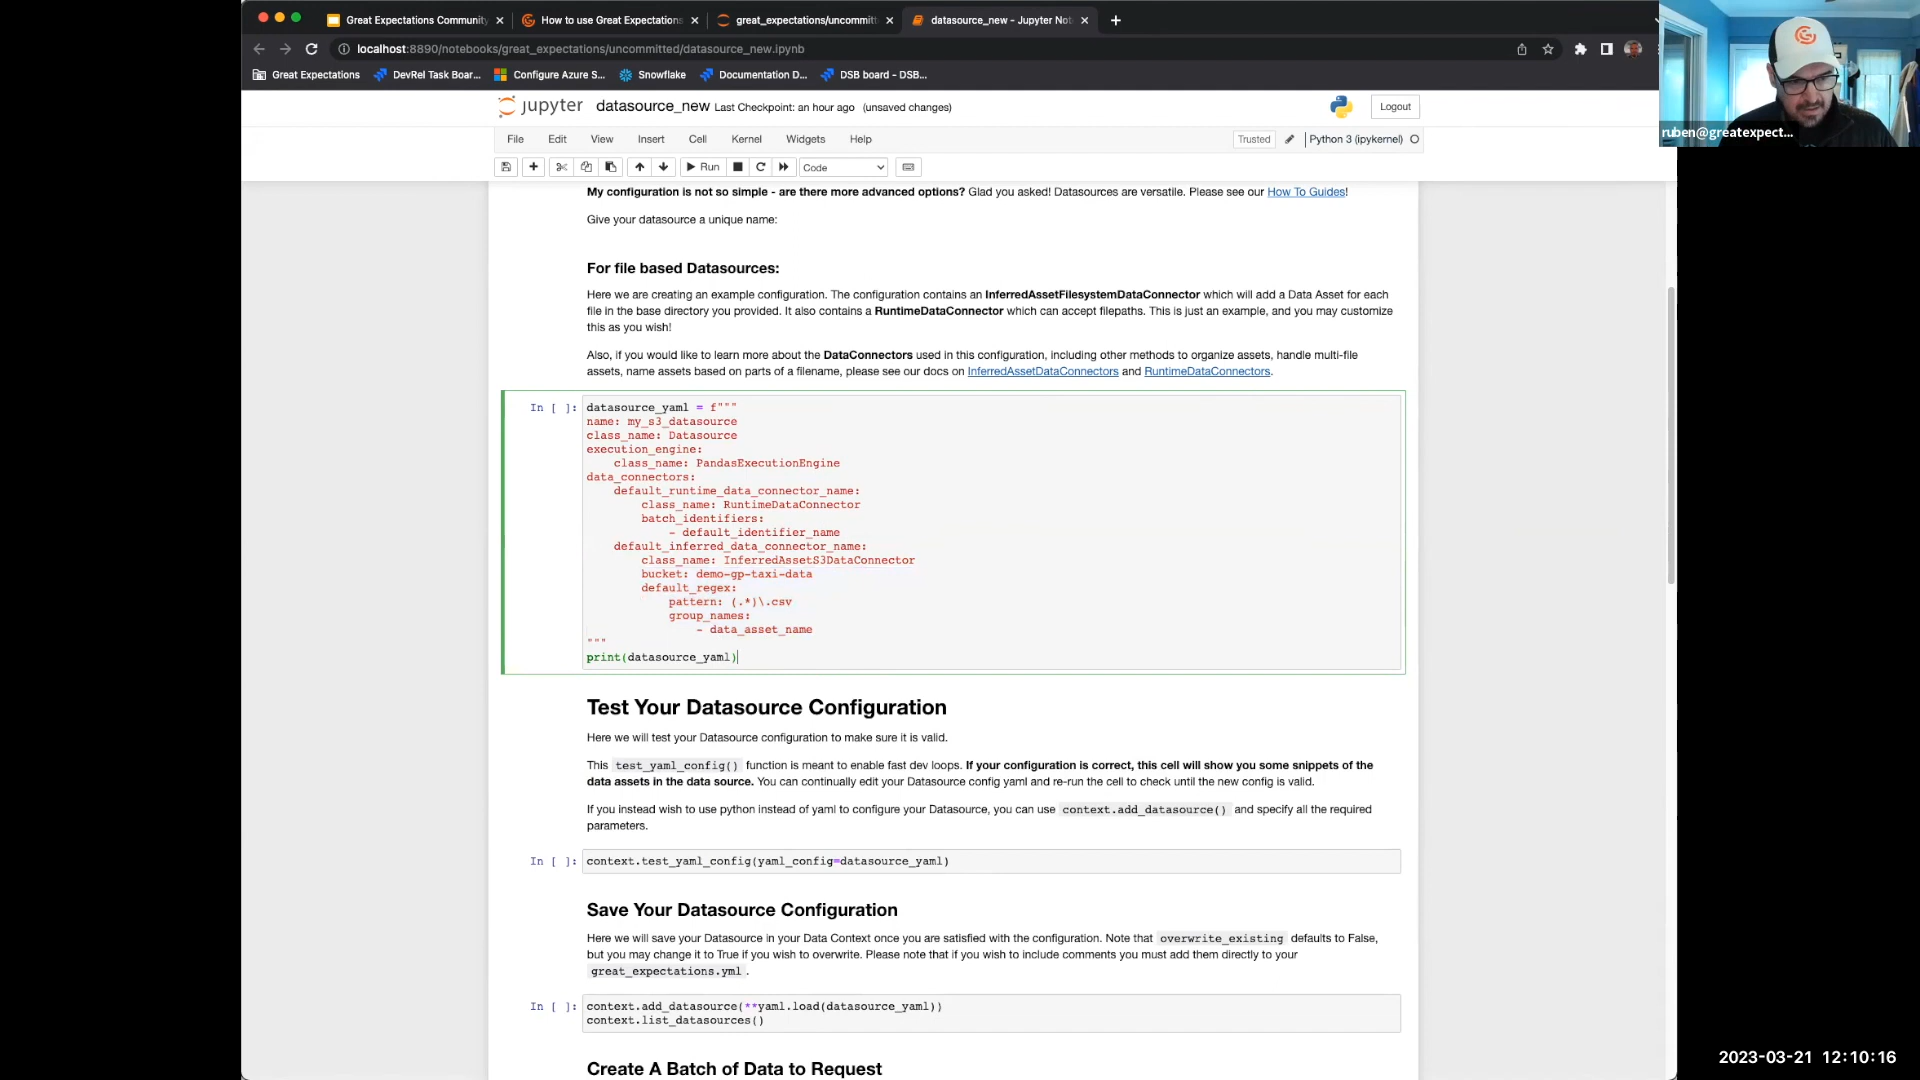 Great Expectations Community
How to use Great Expectations
great_expectations/uncommitt
datasource_new - Jupyter Not
localhost:8890/notebooks/great_expectations/uncommitted/datasource_new.ipynb
Great Expectations
DevRel Task Boar...
Configure Azure S...
Snowflake
Documentation D...
DSB board - DSB...
jupyter datasource_new Last Checkpoint: an hour ago (unsaved changes)
Logout
ruben@greatexpect...
File Edit View Insert Cell Kernel Widgets Help
Trusted
Python 3 (ipykernel)
Run
Code
My configuration is not so simple - are there more advanced options? Glad you asked! Datasources are versatile. Please see our How To Guides!
Give your datasource a unique name:
For file based Datasources:
Here we are creating an example configuration. The configuration contains an InferredAssetFilesystemDataConnector which will add a Data Asset for each
file in the base directory you provided. It also contains a RuntimeDataConnector which can accept filepaths. This is just an example, and you may customize
this as you wish!
Also, if you would like to learn more about the DataConnectors used in this configuration, including other methods to organize assets, handle multi-file
assets, name assets based on parts of a filename, please see our docs on InferredAssetDataConnectors and RuntimeDataConnectors.
In [ ]: datasource_yaml = f"""
name: my_s3_datasource
class_name: Datasource
execution_engine:
class_name: PandasExecutionEngine
data_connectors:
default_runtime_data_connector_name:
class_name: RuntimeDataConnector
batch_identifiers:
- default_identifier_name
default_inferred_data_connector_name:
class_name: InferredAssetS3DataConnector
bucket: demo-gp-taxi-data
default_regex:
pattern: (.*)\.csv
group_names:
- data_asset_name
"""
print(datasource_yaml)
Test Your Datasource Configuration
Here we will test your Datasource configuration to make sure it is valid.
This test_yaml_config() function is meant to enable fast dev loops. If your configuration is correct, this cell will show you some snippets of the
data assets in the data source. You can continually edit your Datasource config yaml and re-run the cell to check until the new config is valid.
If you instead wish to use python instead of yaml to configure your Datasource, you can use context.add_datasource() and specify all the required
parameters.
In [ ]: context.test_yaml_config(yaml_config=datasource_yaml)
Save Your Datasource Configuration
Here we will save your Datasource in your Data Context once you are satisfied with the configuration. Note that overwrite_existing defaults to False,
but you may change it to True if you wish to overwrite. Please note that if you wish to include comments you must add them directly to your
great_expectations.yml .
In [ ]: context.add_datasource(**yaml.load(datasource_yaml))
context.list_datasources()
Create A Batch of Data to Request
2023-03-21 12:10:16